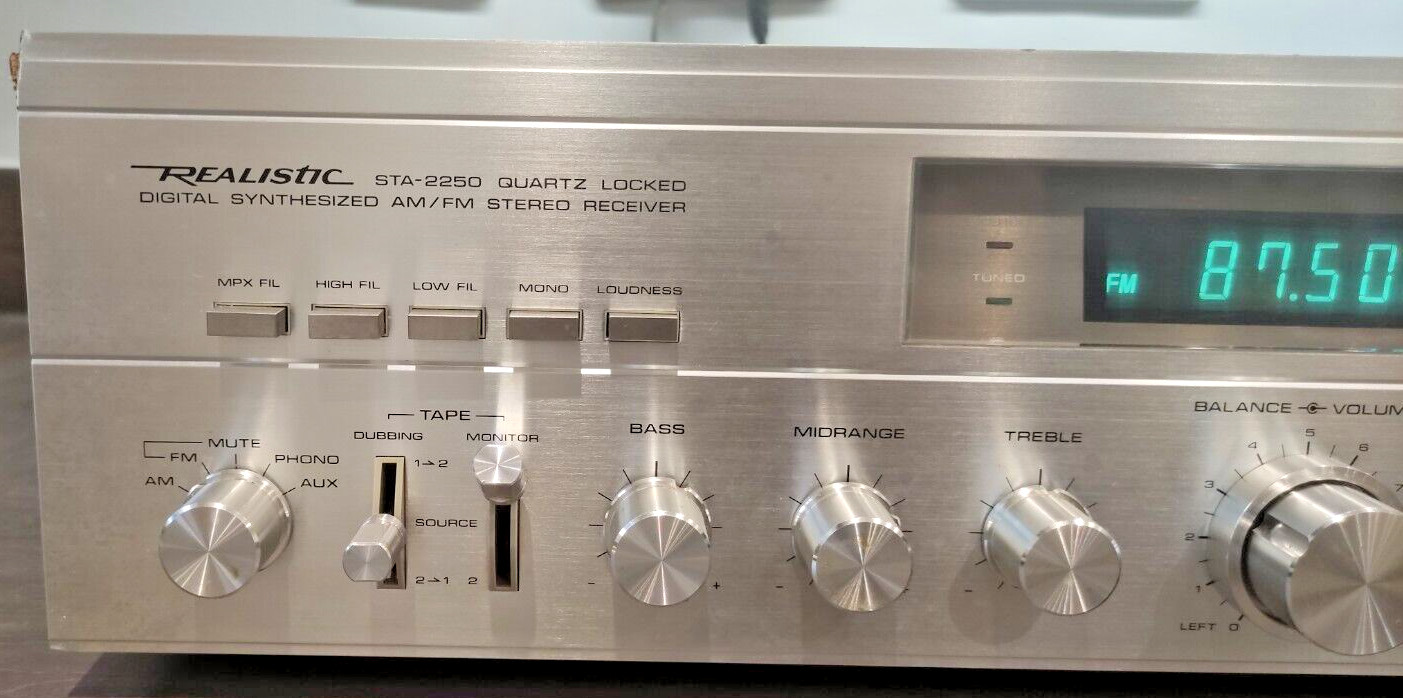 REALISTIC STA-2250 QUARTZ LOCKED
DIGITAL SYNTHESIZED AM/FM STEREO RECEIVER
MPX FIL HIGH FIL LOW FIL MONO LOUDNESS
TUNED
FM 87.50
TAPE
DUBBING MONITOR
BASS MIDRANGE TREBLE
BALANCE VOLUM
MUTE
FM PHONO
AM AUX
1→2
SOURCE
2→1 2
- +
-
-
LEFT 0 1 2 3 4 5 6 7